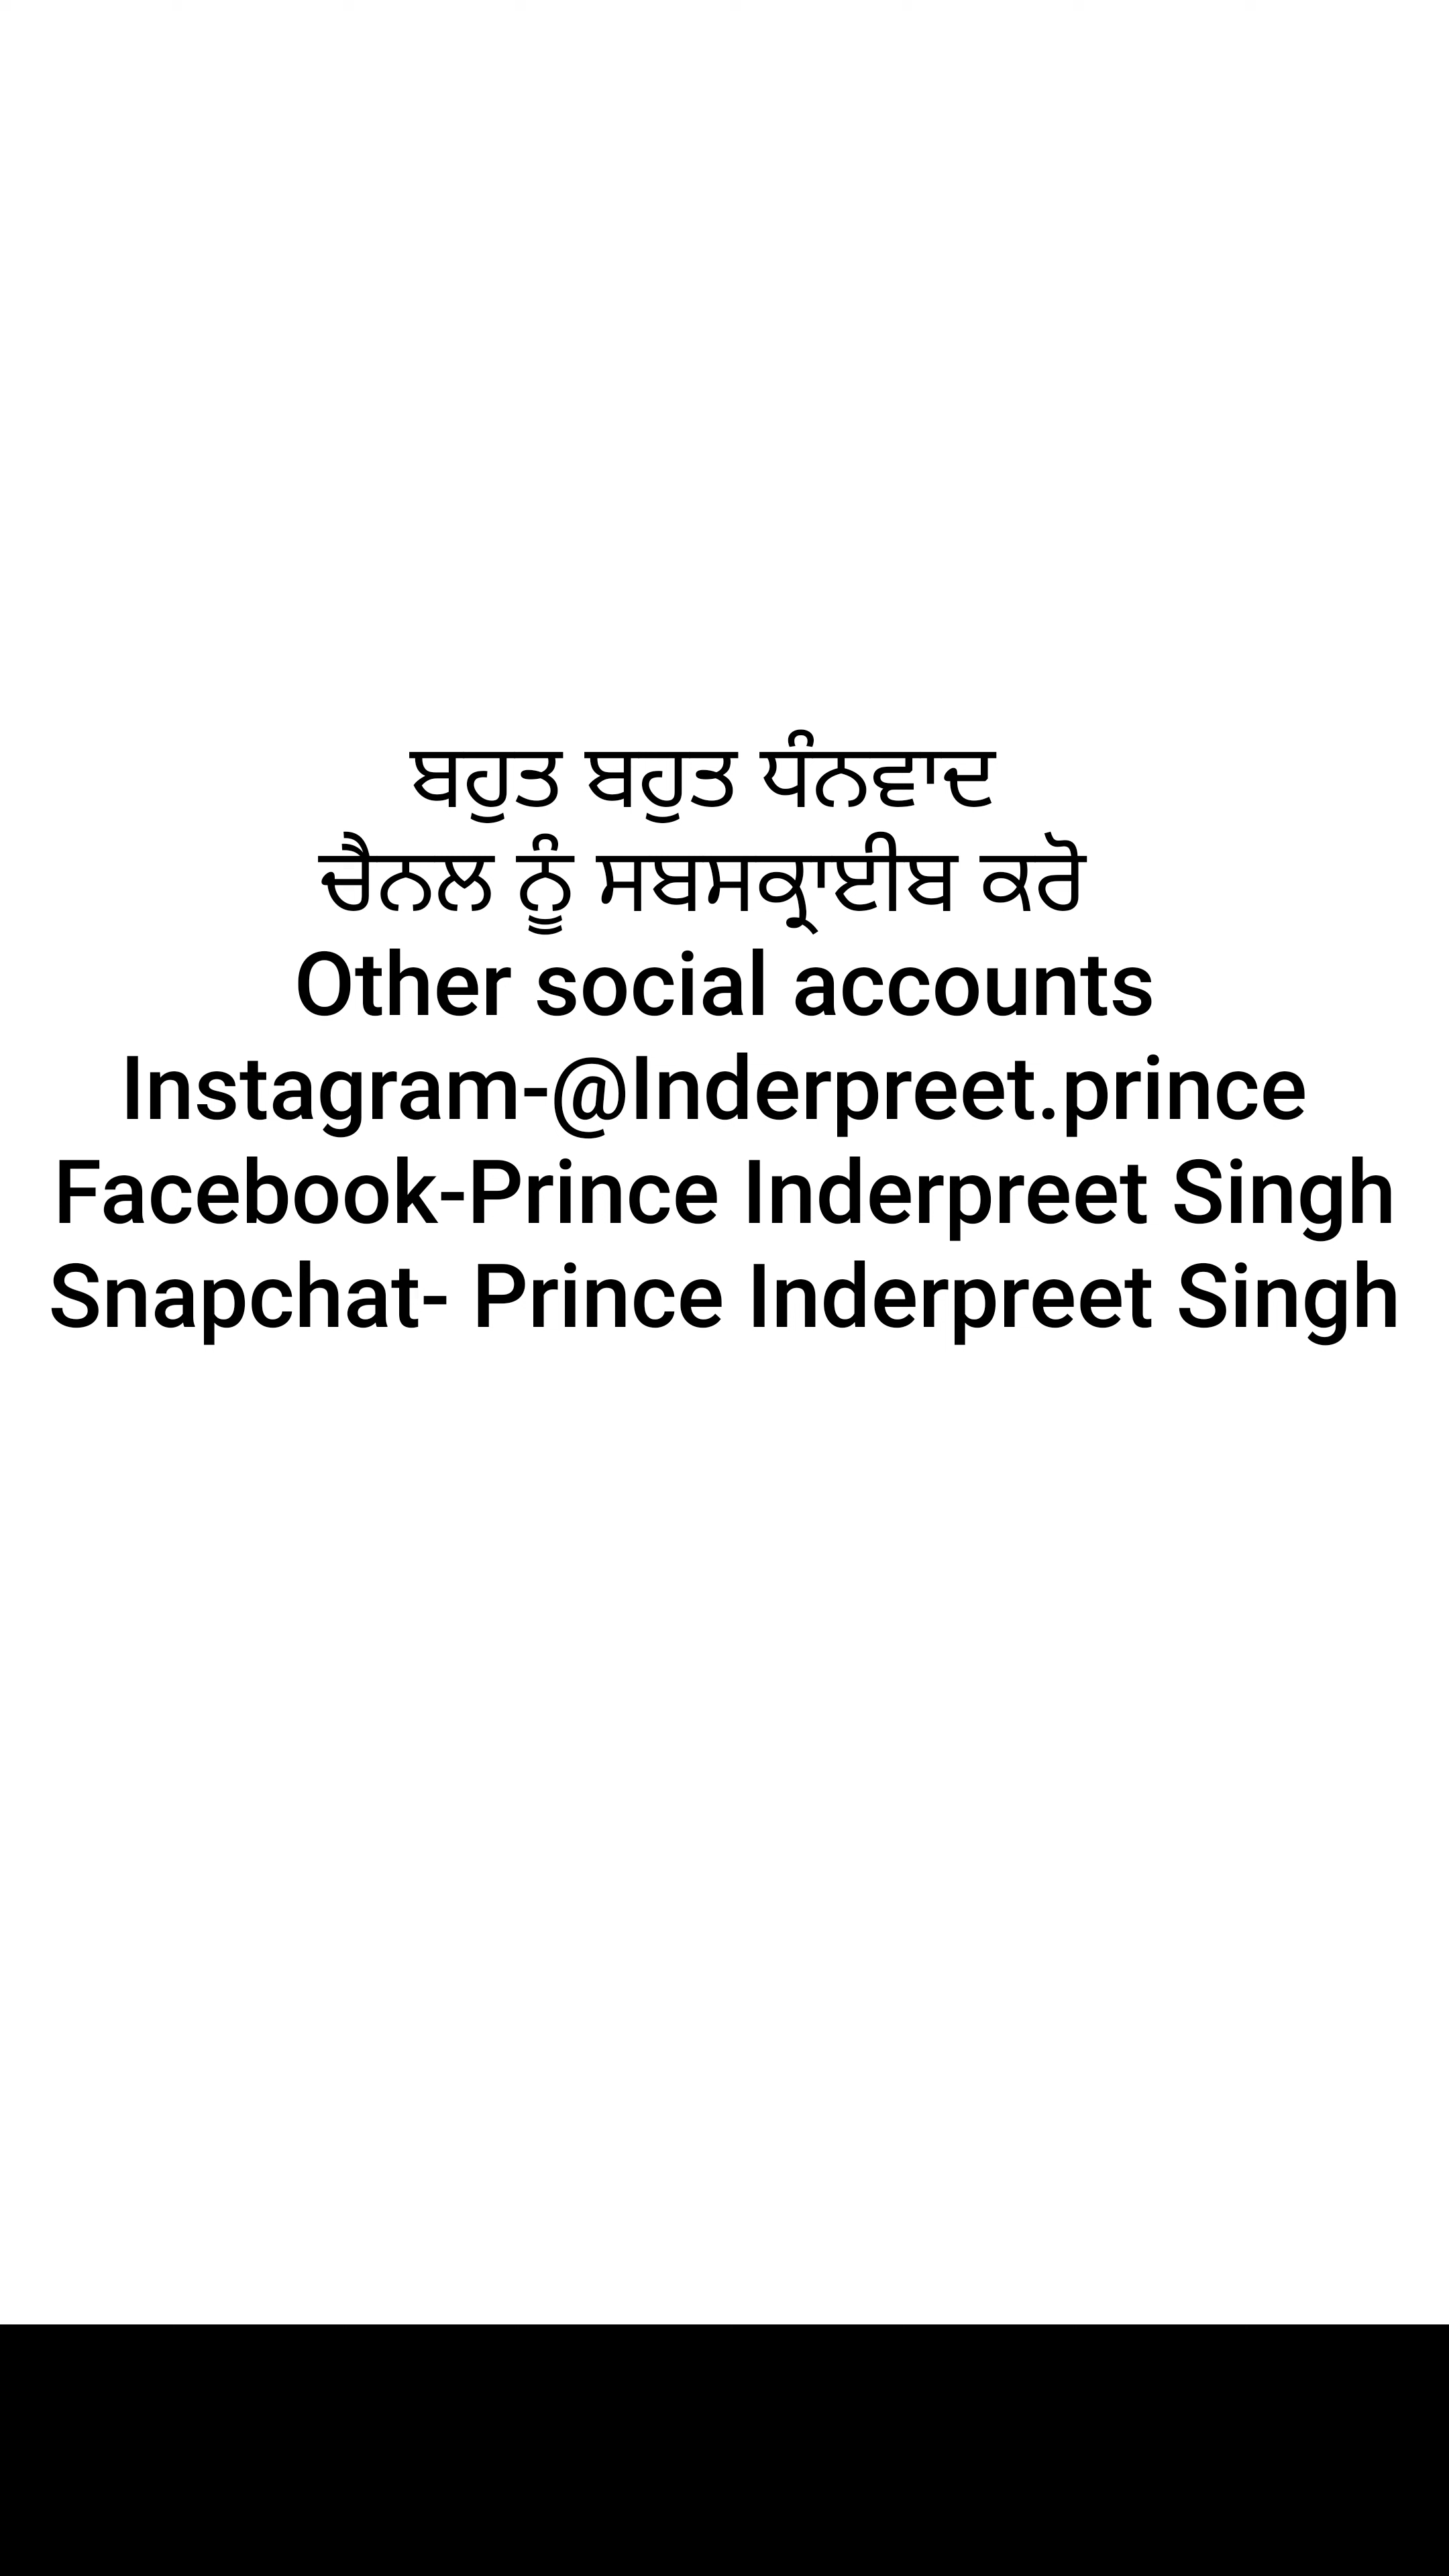 ਬਹੁਤ ਬਹੁਤ ਧੰਨਵਾਦ
ਚੈਨਲ ਨੂੰ ਸਬਸਕ੍ਰਾਈਬ ਕਰੋ
Other social accounts
Instagram-@Inderpreet.prince
Facebook-Prince Inderpreet Singh
Snapchat- Prince Inderpreet Singh